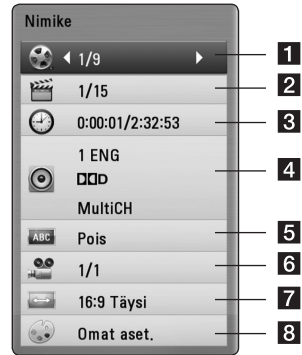 Nimike
1/9 1
1/15 2
0:00:01/2:32:53 3
1 ENG
DD D
MultiCH 4
ABC Pois 5
1/1 6
16:9 Täysi 7
Omat aset. 8